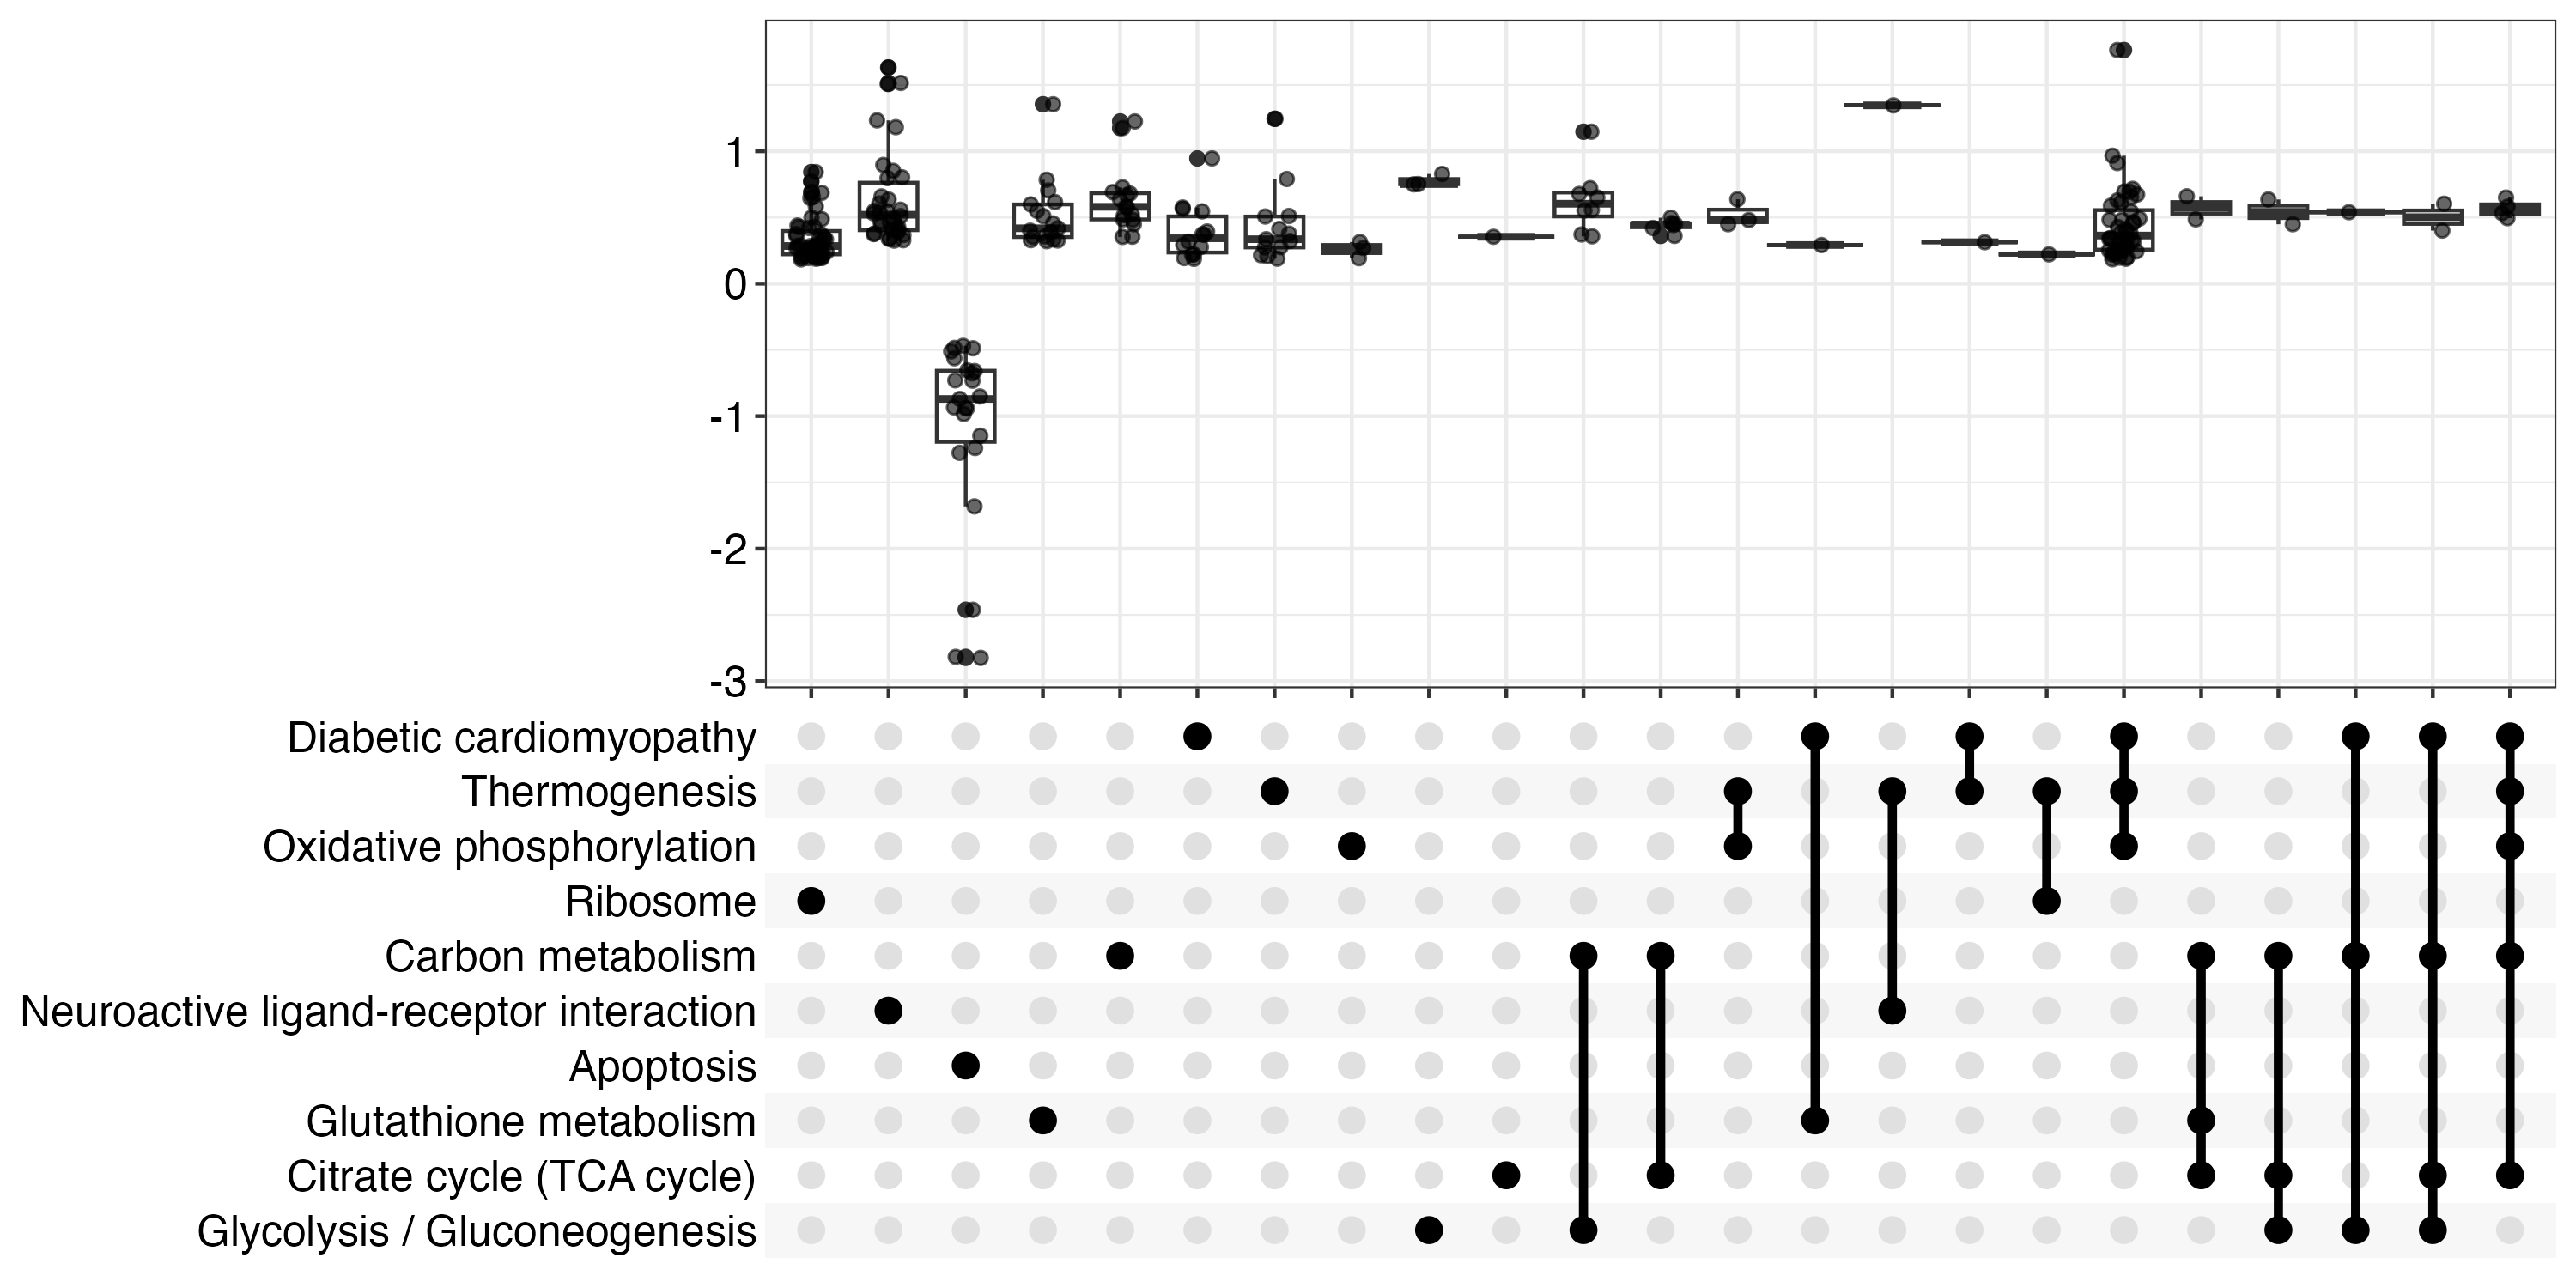 1
0
-1
-2
-3
Diabetic cardiomyopathy
Thermogenesis
Oxidative phosphorylation
Ribosome
Carbon metabolism
Neuroactive ligand-receptor interaction
Apoptosis
Glutathione metabolism
Citrate cycle (TCA cycle)
Glycolysis / Gluconeogenesis